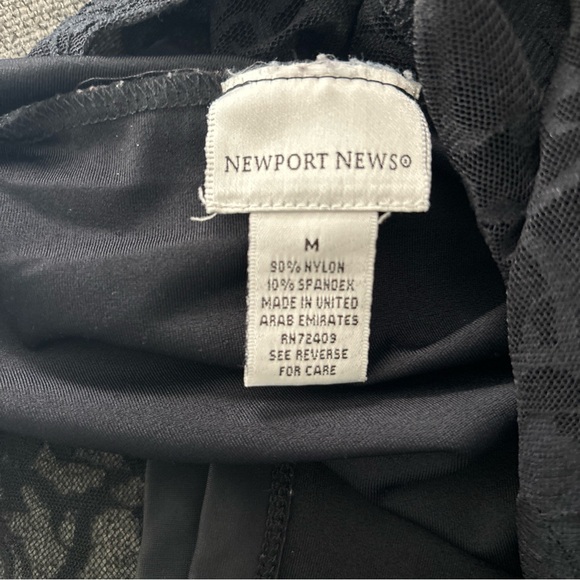 NEWPORT NEWS®
M
90% NYLON
10% SPANDEX
MADE IN UNITED
ARAB EMIRATES
RN72409
SEE REVERSE
FOR CARE